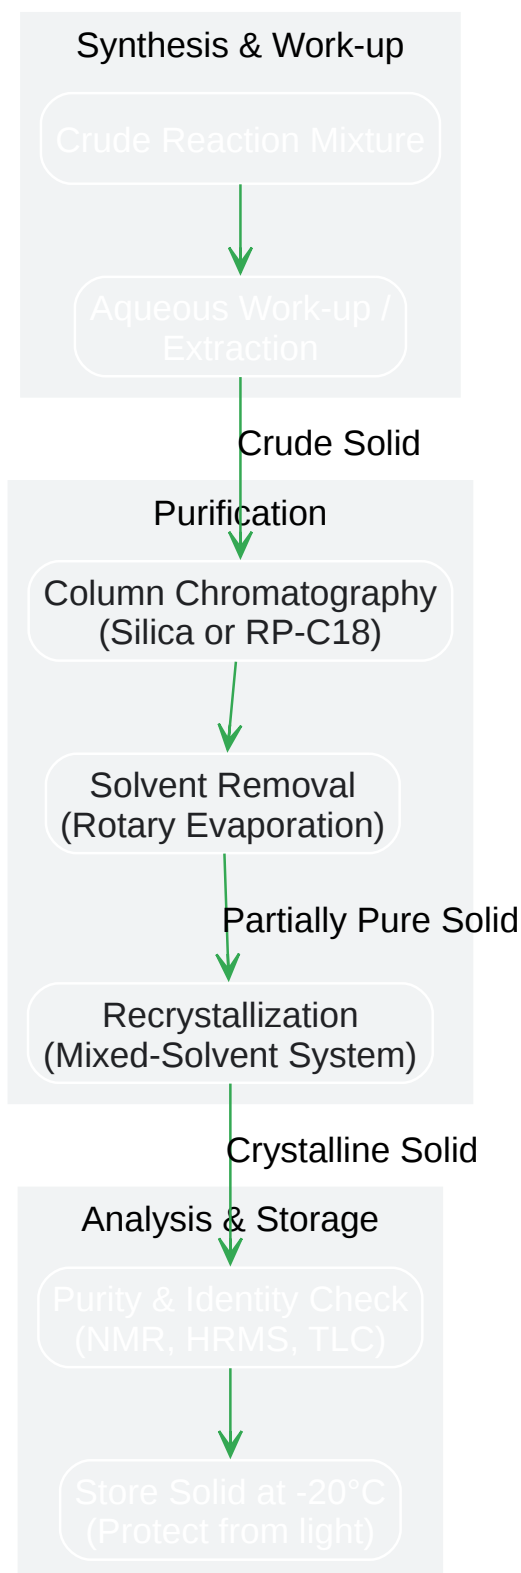 Synthesis & Work-up
Crude Reaction Mixture
Aqueous Work-up /
Extraction
Crude Solid
Purification
Column Chromatography
(Silica or RP-C18)
Solvent Removal
(Rotary Evaporation)
Partially Pure Solid
Recrystallization
(Mixed-Solvent System)
Crystalline Solid
Analysis & Storage
Purity & Identity Check
(NMR, HRMS, TLC)
Store Solid at -20°C
(Protect from light)